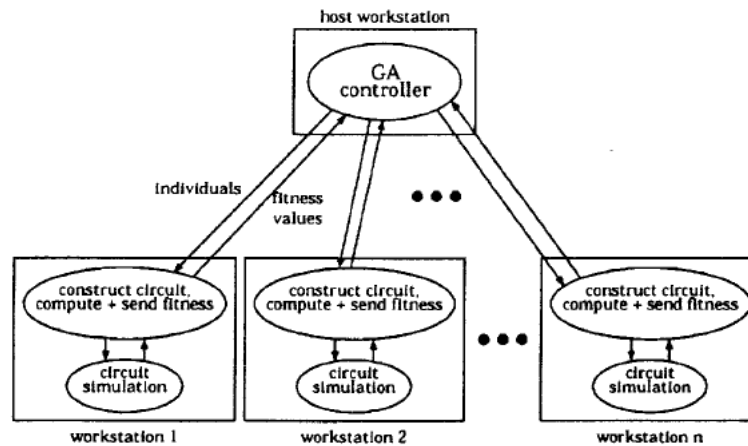 host workstation
GA
controller
individuals
fitness
values
construct circuit,
compute + send fitness
circuit
simulation
workstation 1
construct circuit,
compute + send fitness
circuit
simulation
workstation 2
construct circuit,
compute + send fitness
circuit
simulation
workstation n